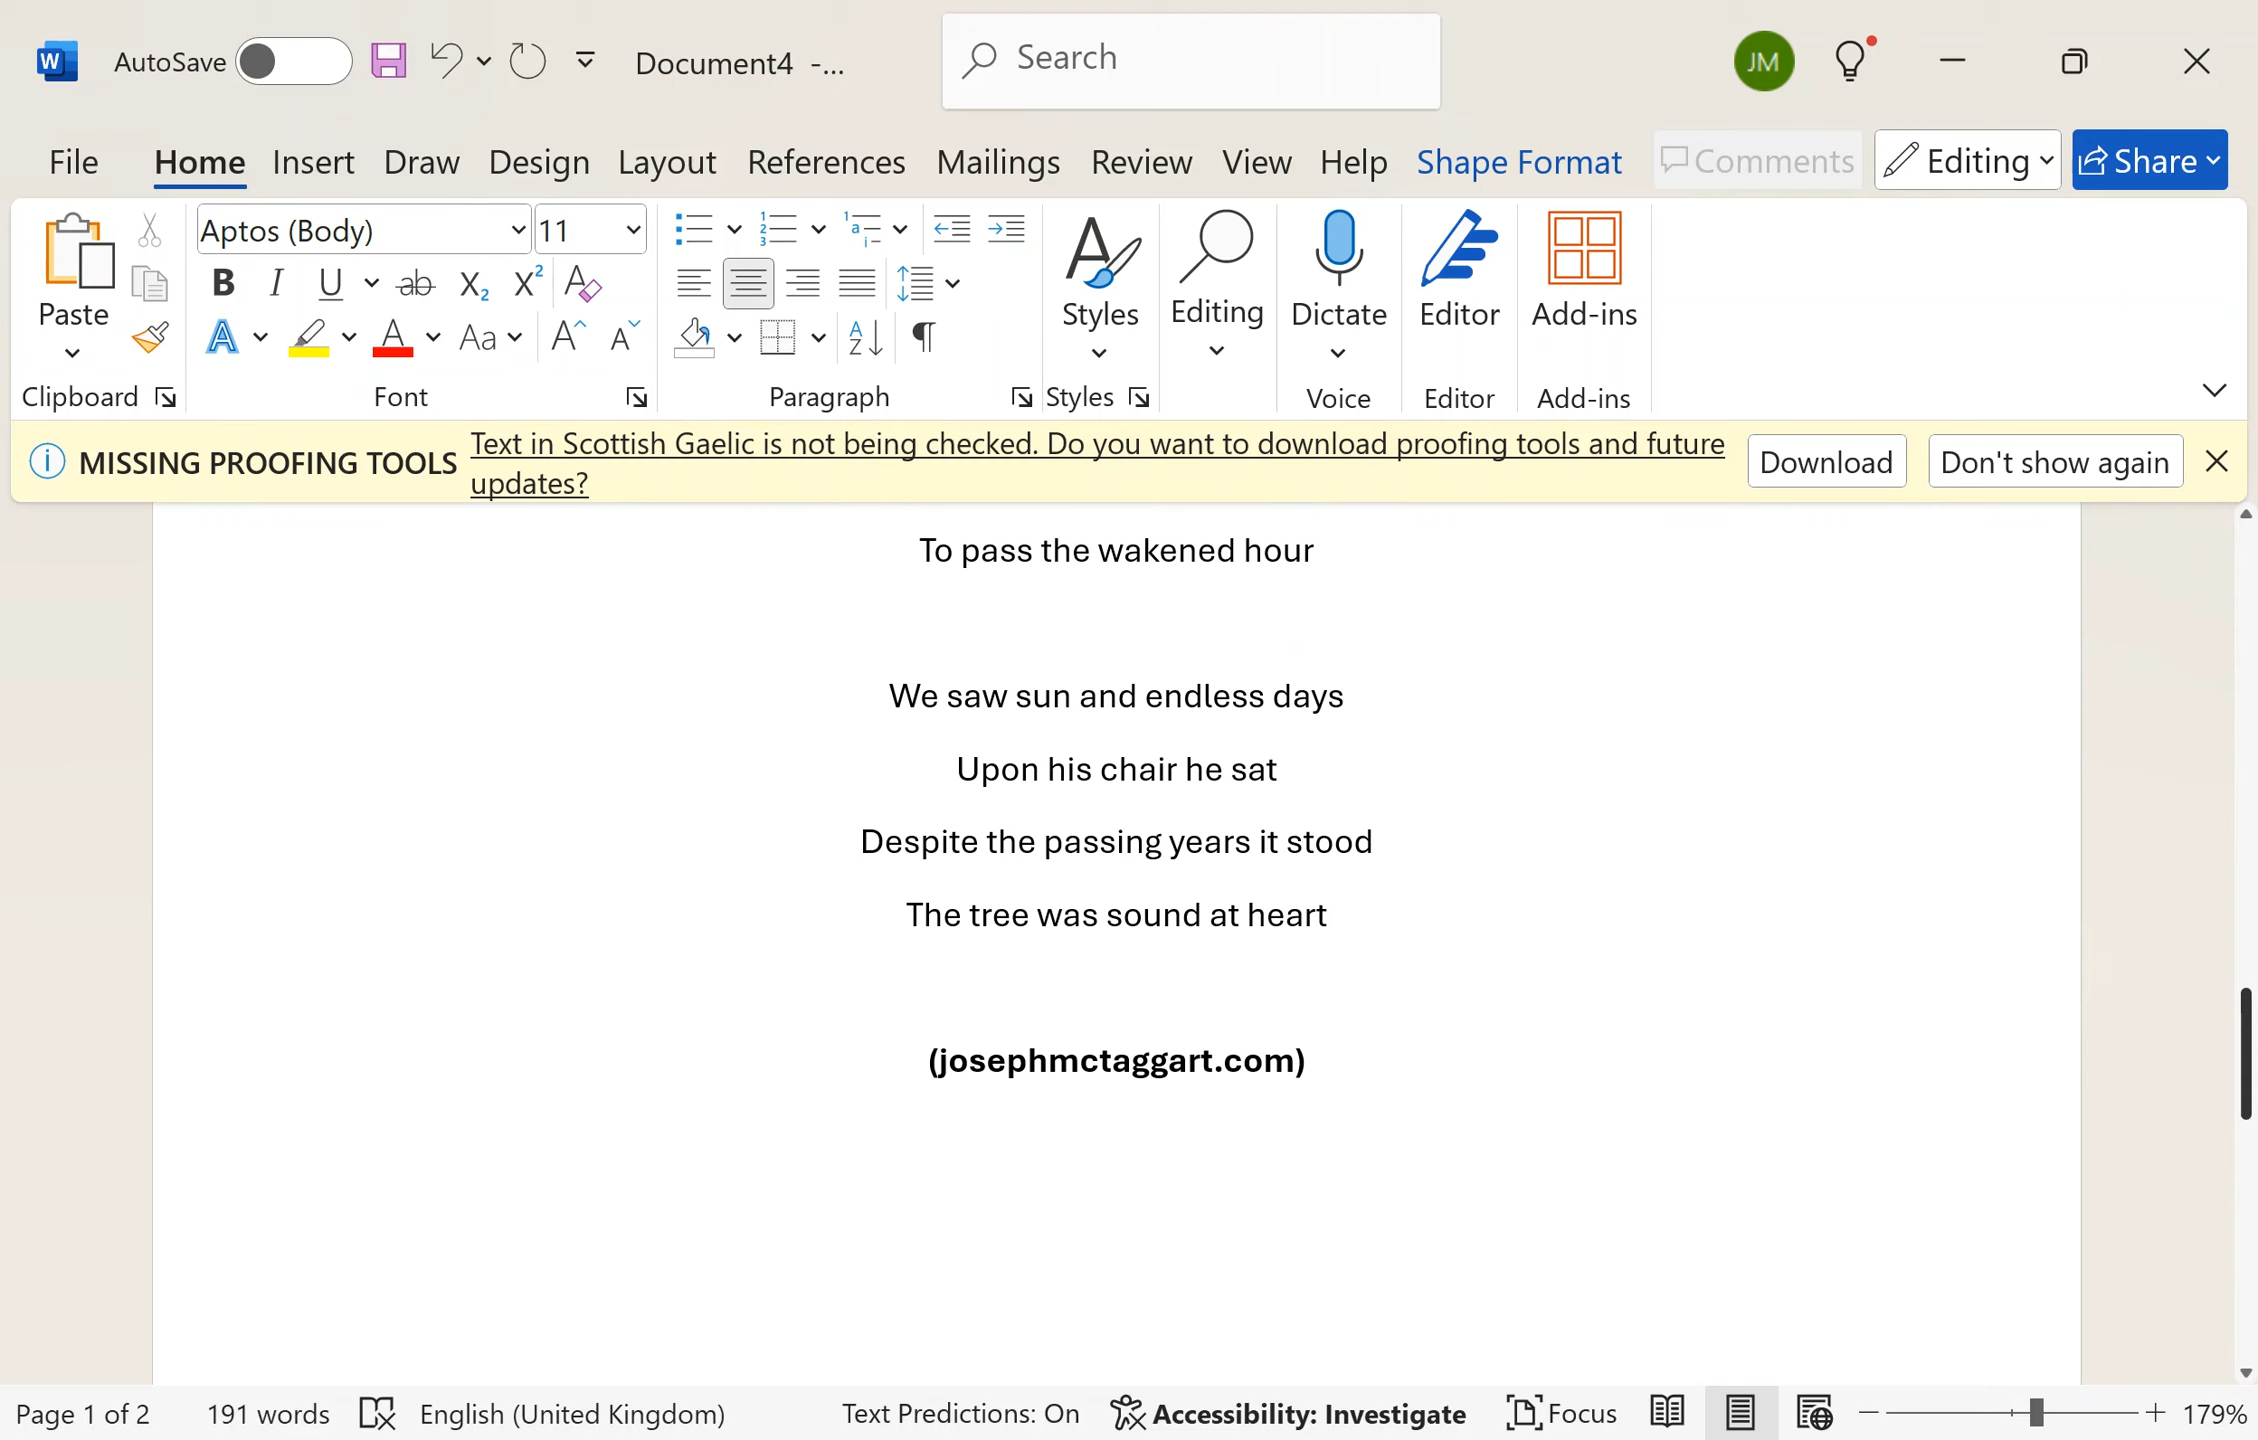 W AutoSave Document4 -... Search JM
File Home Insert Draw Design Layout References Mailings Review View Help Shape Format Comments Editing Share
Aptos (Body) 11
Paste
Styles Editing Dictate Editor Add-ins
Clipboard Font Paragraph Styles Voice Editor Add-ins
MISSING PROOFING TOOLS Text in Scottish Gaelic is not being checked. Do you want to download proofing tools and future
updates? Download Don't show again
To pass the wakened hour
We saw sun and endless days
Upon his chair he sat
Despite the passing years it stood
The tree was sound at heart
(josephmctaggart.com)
Page 1 of 2 191 words English (United Kingdom) Text Predictions: On Accessibility: Investigate Focus 179%